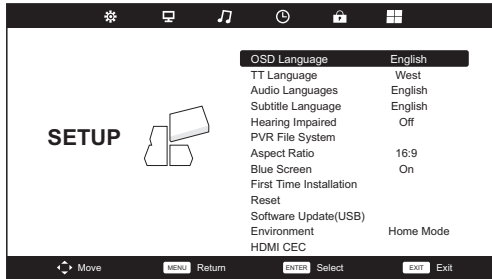 SETUP
OSD Language English
TT Language West
Audio Languages English
Subtitle Language English
Hearing Impaired Off
PVR File System
Aspect Ratio 16:9
Blue Screen On
First Time Installation
Reset
Software Update(USB)
Environment Home Mode
HDMI CEC
Move MENU Return ENTER Select EXIT Exit